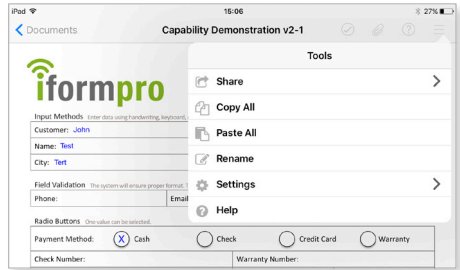 iPad 15:06 27%
Documents Capability Demonstration v2-1
Tools
Share
Copy All
Paste All
Rename
Settings
Help
iformpro
Input Methods Enter data using handwriting, keyboard,
Customer: John
Name: Test
City: Tert
Field Validation The system will ensure proper format.
Phone: Email
Radio Buttons One value can be selected.
Payment Method: X Cash Check Credit Card Warranty
Check Number: Warranty Number: